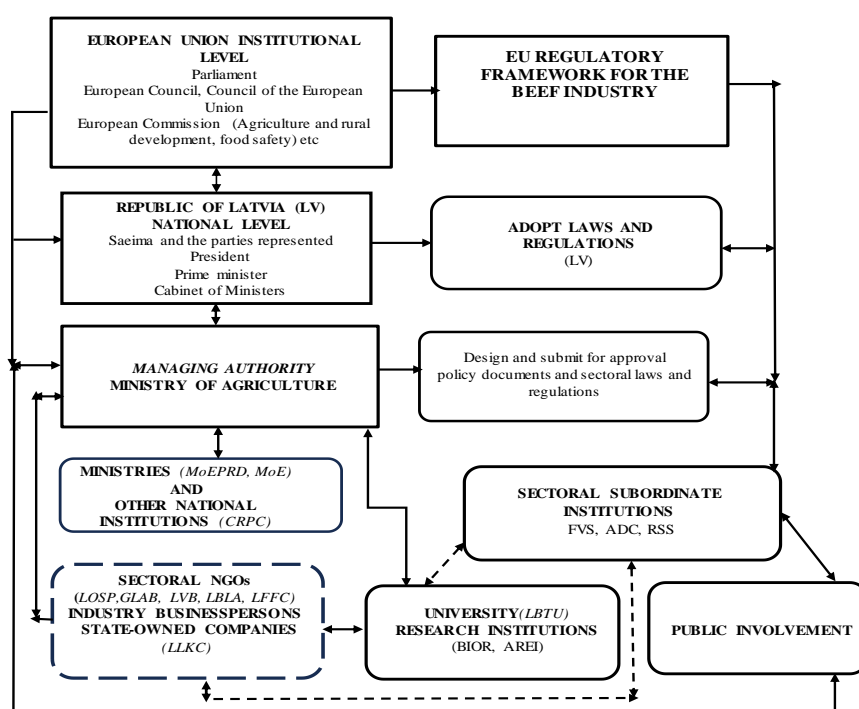 EUROPEAN UNION INSTITUTIONAL
LEVEL
Parliament
European Council, Council of the European
Union
European Commission (Agriculture and rural
development, food safety) etc
EU REGULATORY
FRAMEWORK FOR THE
BEEF INDUSTRY
REPUBLIC OF LATVIA (LV)
NATIONAL LEVEL
Saeima and the parties represented
President
Prime minister
Cabinet of Ministers
ADOPT LAWS AND
REGULATIONS
(LV)
MANAGING AUTHORITY
MINISTRY OF AGRICULTURE
Design and submit for approval
policy documents and sectoral laws and
regulations
MINISTRIES (MoEPRD, MoE)
AND
OTHER NATIONAL
INSTITUTIONS (CRPC)
SECTORAL SUBORDINATE
INSTITUTIONS
FVS, ADC, RSS
SECTORAL NGOs
(LOSP,GLAB, LVB, LBLA, LFFC)
INDUSTRY BUSINESSPERSONS
STATE-OWNED COMPANIES
(LLKC)
UNIVERSITY(LBTU)
RESEARCH INSTITUTIONS
(BIOR, AREI)
PUBLIC INVOLVEMENT